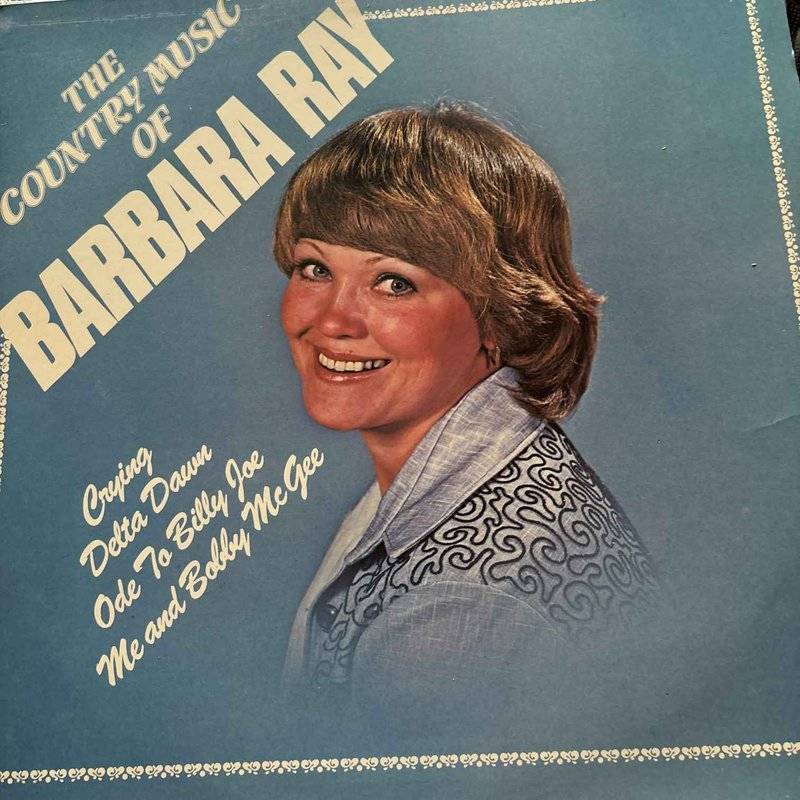 THE
COUNTRY MUSIC
OF
BARBARA RAY
Crying
Delta Dawn
Ode To Billy Joe
Me and Bobby McGee